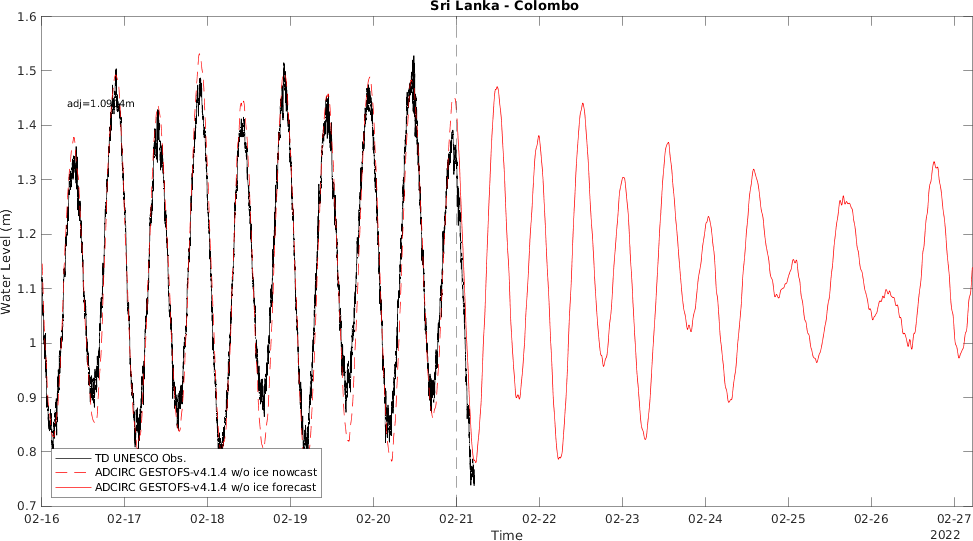 Sri Lanka - Colombo
Water Level (m)
1.6
1.5
1.4
1.3
1.2
1.1
1
0.9
0.8
0.7
TD UNESCO Obs.
ADCIRC GESTOFS-v4.1.4 w/o ice nowcast
ADCIRC GESTOFS-v4.1.4 w/o ice forecast
02-16 02-17 02-18 02-19 02-20 02-21 02-22 02-23 02-24 02-25 02-26 02-27
Time
2022